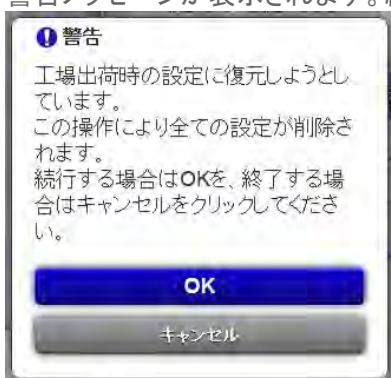 警告メッセージが表示されます。
警告
工場出荷時の設定に復元しようとし
ています。
この操作により全ての設定が削除さ
れます。
続行する場合はOKを、終了する場
合はキャンセルをクリックしてくださ
い。
OK
キャンセル